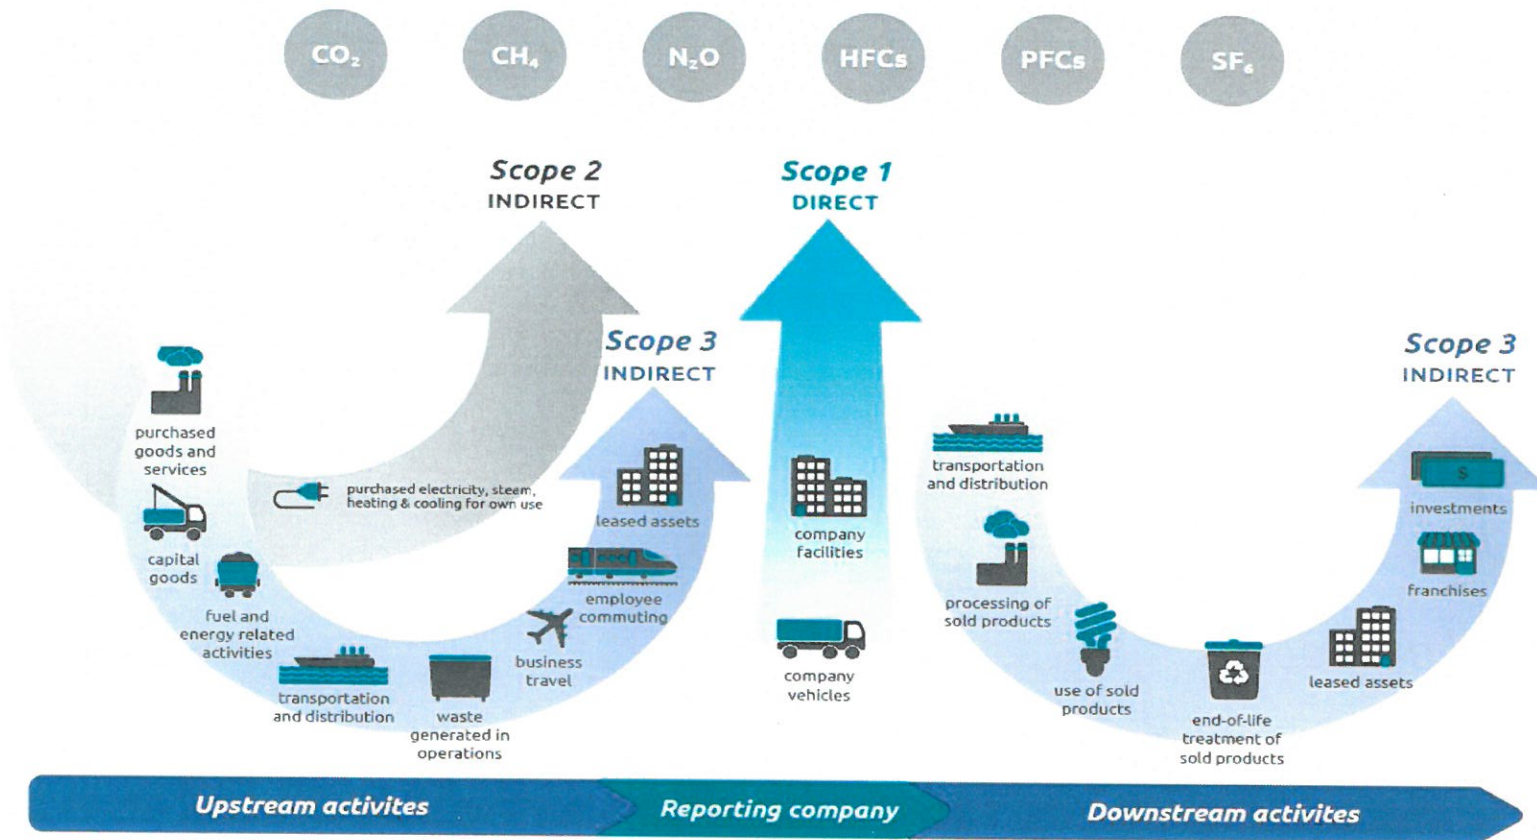 CO₂ CH₄ N₂O HFCs PFCs SF₆
Scope 2
INDIRECT
Scope 1
DIRECT
Scope 3
INDIRECT
Scope 3
INDIRECT
purchased
goods and
services
capital
goods
fuel and
energy related
activities
purchased electricity, steam,
heating & cooling for own use
transportation
and distribution
waste
generated in
operations
business
travel
employee
commuting
leased assets
company
facilities
company
vehicles
transportation
and distribution
processing of
sold products
use of sold
products
end-of-life
treatment of
sold products
leased assets
franchises
investments
$
Upstream activites
Reporting company
Downstream activites